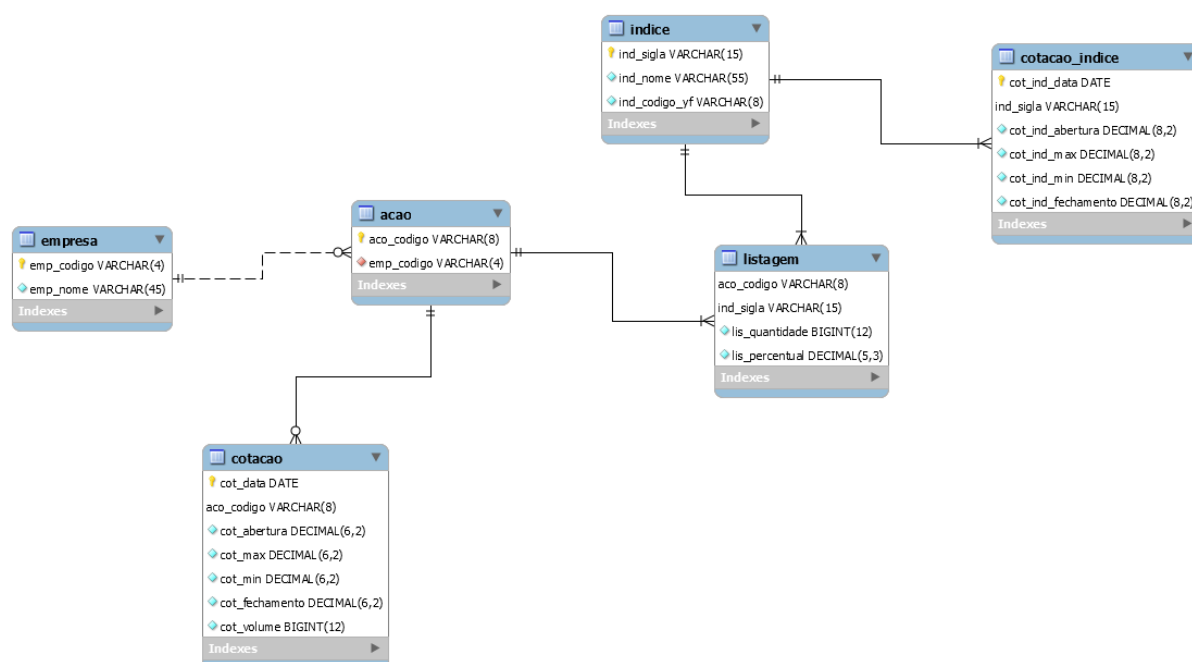 indice
ind_sigla VARCHAR(15)
ind_nome VARCHAR(55)
ind_codigo_yf VARCHAR(8)
Indexes
cotacao_indice
cot_ind_data DATE
ind_sigla VARCHAR(15)
cot_ind_abertura DECIMAL(8,2)
cot_ind_max DECIMAL(8,2)
cot_ind_min DECIMAL(8,2)
cot_ind_fechamento DECIMAL(8,2)
Indexes
empresa
emp_codigo VARCHAR(4)
emp_nome VARCHAR(45)
Indexes
acao
aco_codigo VARCHAR(8)
emp_codigo VARCHAR(4)
Indexes
listagem
aco_codigo VARCHAR(8)
ind_sigla VARCHAR(15)
lis_quantidade BIGINT(12)
lis_percentual DECIMAL(5,3)
Indexes
cotacao
cot_data DATE
aco_codigo VARCHAR(8)
cot_abertura DECIMAL(6,2)
cot_max DECIMAL(6,2)
cot_min DECIMAL(6,2)
cot_fechamento DECIMAL(6,2)
cot_volume BIGINT(12)
Indexes